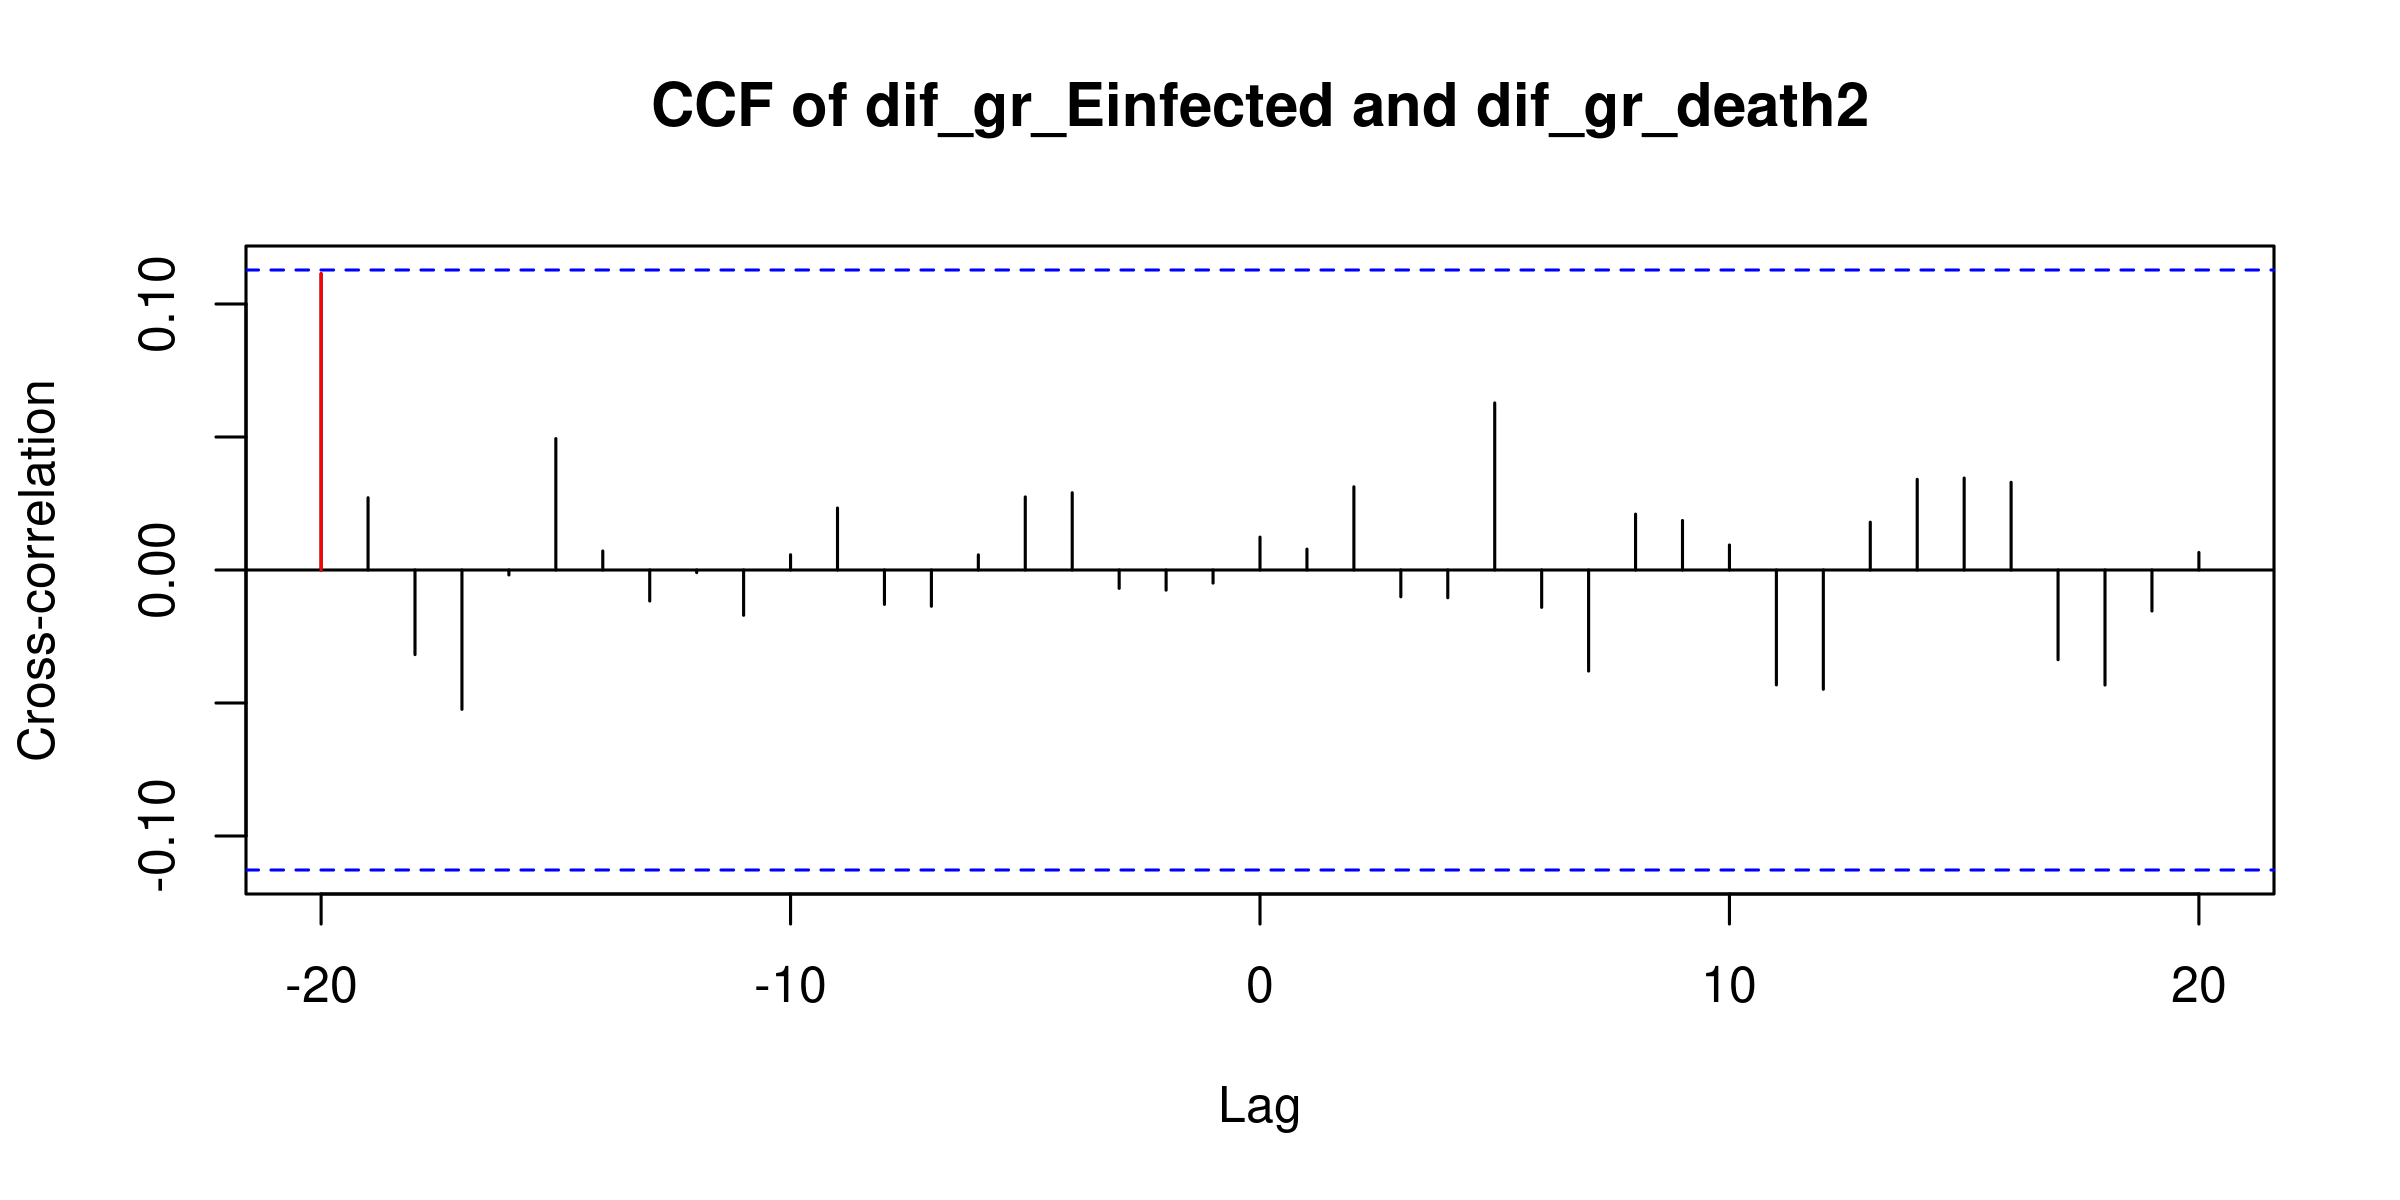 CCF of dif_gr_Einfected and dif_gr_death2
Cross-correlation
0.10
0.00
-0.10
-20
-10
0
10
20
Lag